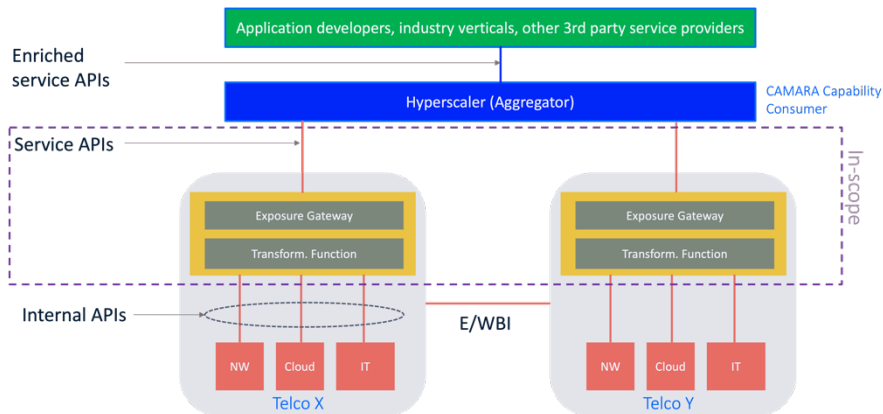 Application developers, industry verticals, other 3rd party service providers
Enriched
service APIs
Hyperscaler (Aggregator)
CAMARA Capability
Consumer
Service APIs
In-scope
Exposure Gateway
Exposure Gateway
Transform. Function
Transform. Function
Internal APIs
E/WBI
NW
Cloud
IT
NW
Cloud
IT
Telco X
Telco Y